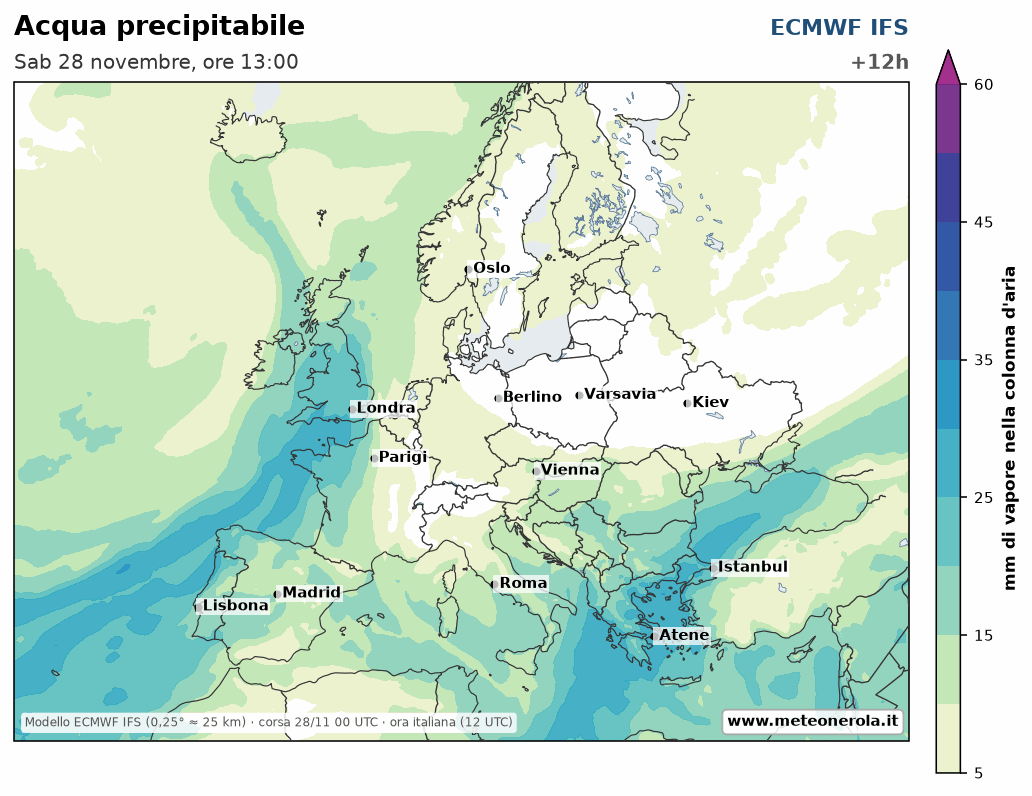 Acqua precipitabile
ECMWF IFS
Sab 28 novembre, ore 13:00
+12h
60
45
35
25
15
5
mm di vapore nella colonna d'aria
Oslo
Berlino
Varsavia
Kiev
Londra
Parigi
Vienna
Istanbul
Roma
Madrid
Lisbona
Atene
Modello ECMWF IFS (0,25° ≈ 25 km) · corsa 28/11 00 UTC · ora italiana (12 UTC)
www.meteonerola.it